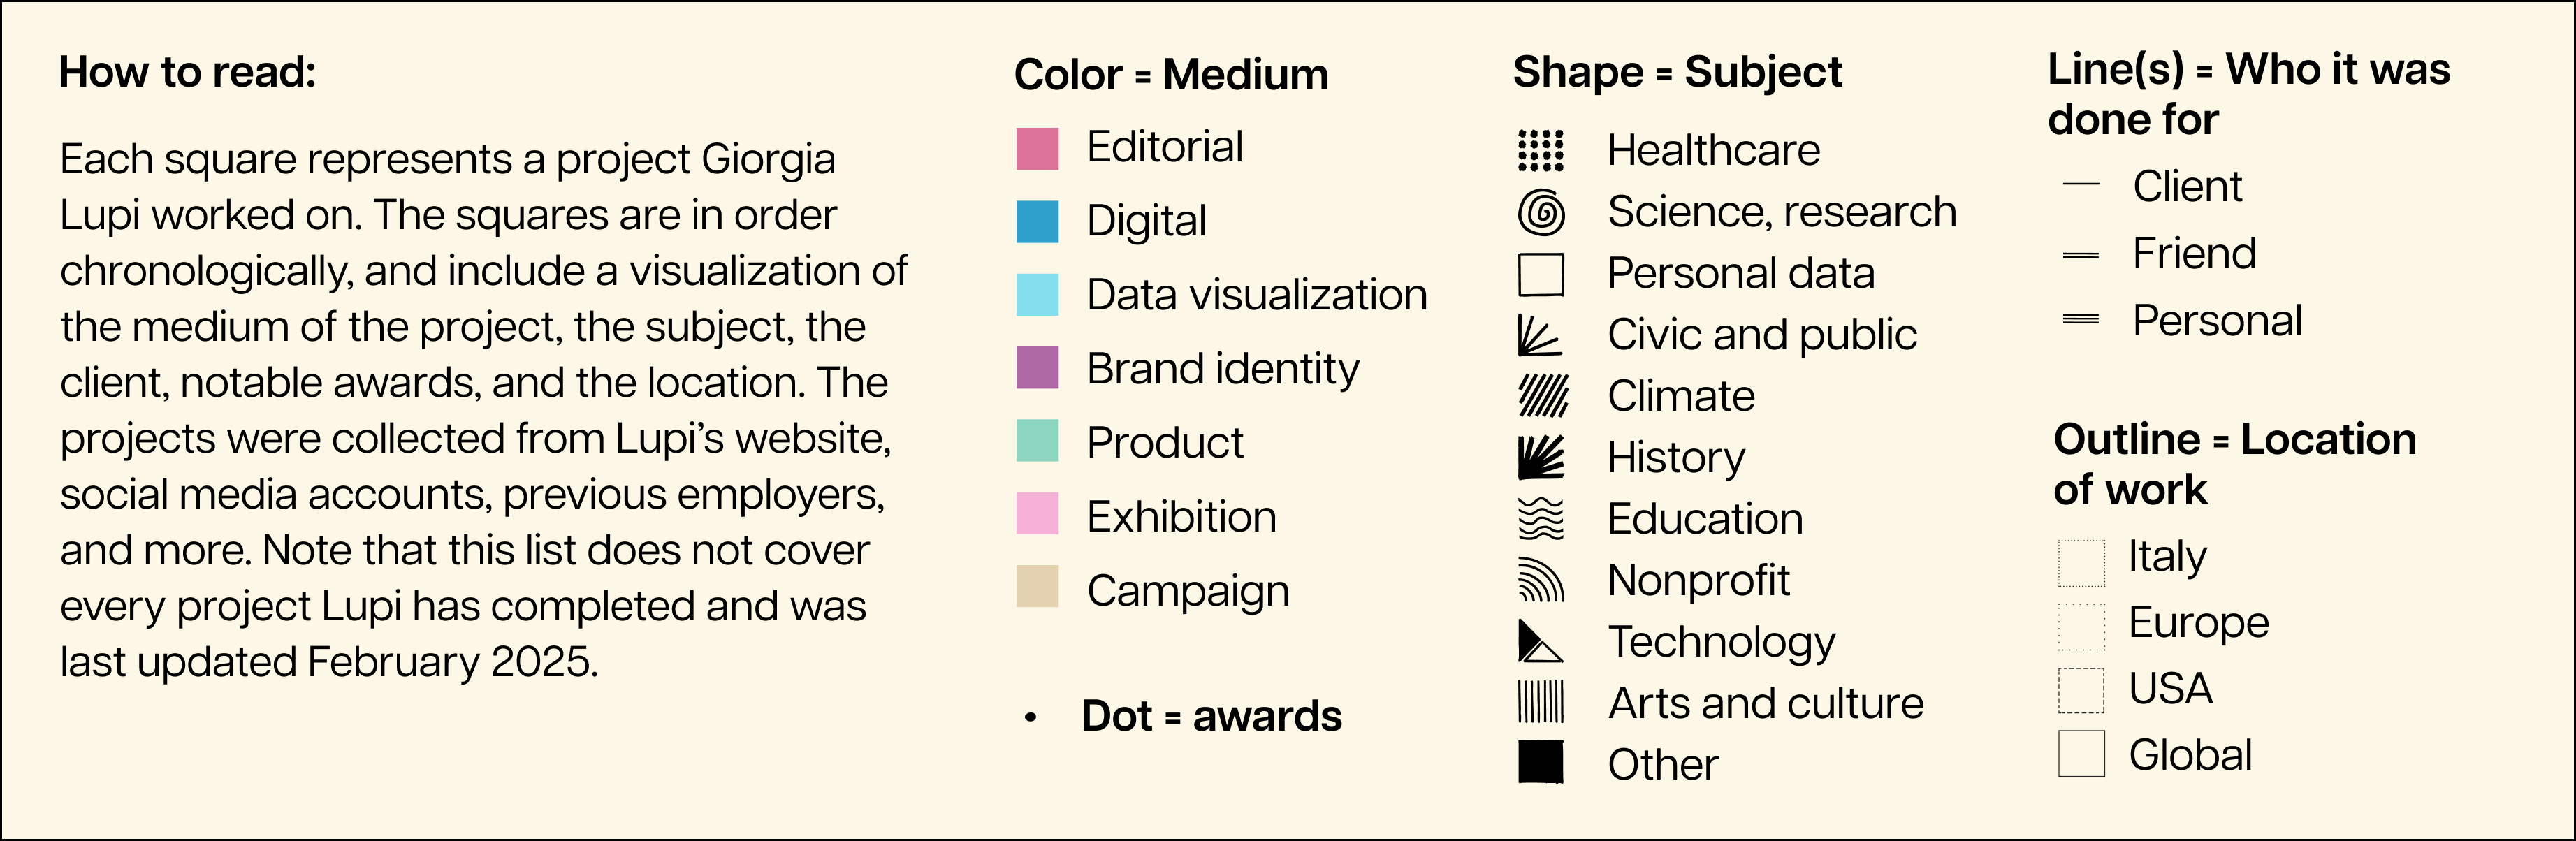 How to read:
Each square represents a project Giorgia
Lupi worked on. The squares are in order
chronologically, and include a visualization of
the medium of the project, the subject, the
client, notable awards, and the location. The
projects were collected from Lupi’s website,
social media accounts, previous employers,
and more. Note that this list does not cover
every project Lupi has completed and was
last updated February 2025.
Color = Medium
Editorial
Digital
Data visualization
Brand identity
Product
Exhibition
Campaign
Dot = awards
Shape = Subject
Healthcare
Science, research
Personal data
Civic and public
Climate
History
Education
Nonprofit
Technology
Arts and culture
Other
Line(s) = Who it was
done for
Client
Friend
Personal
Outline = Location
of work
Italy
Europe
USA
Global